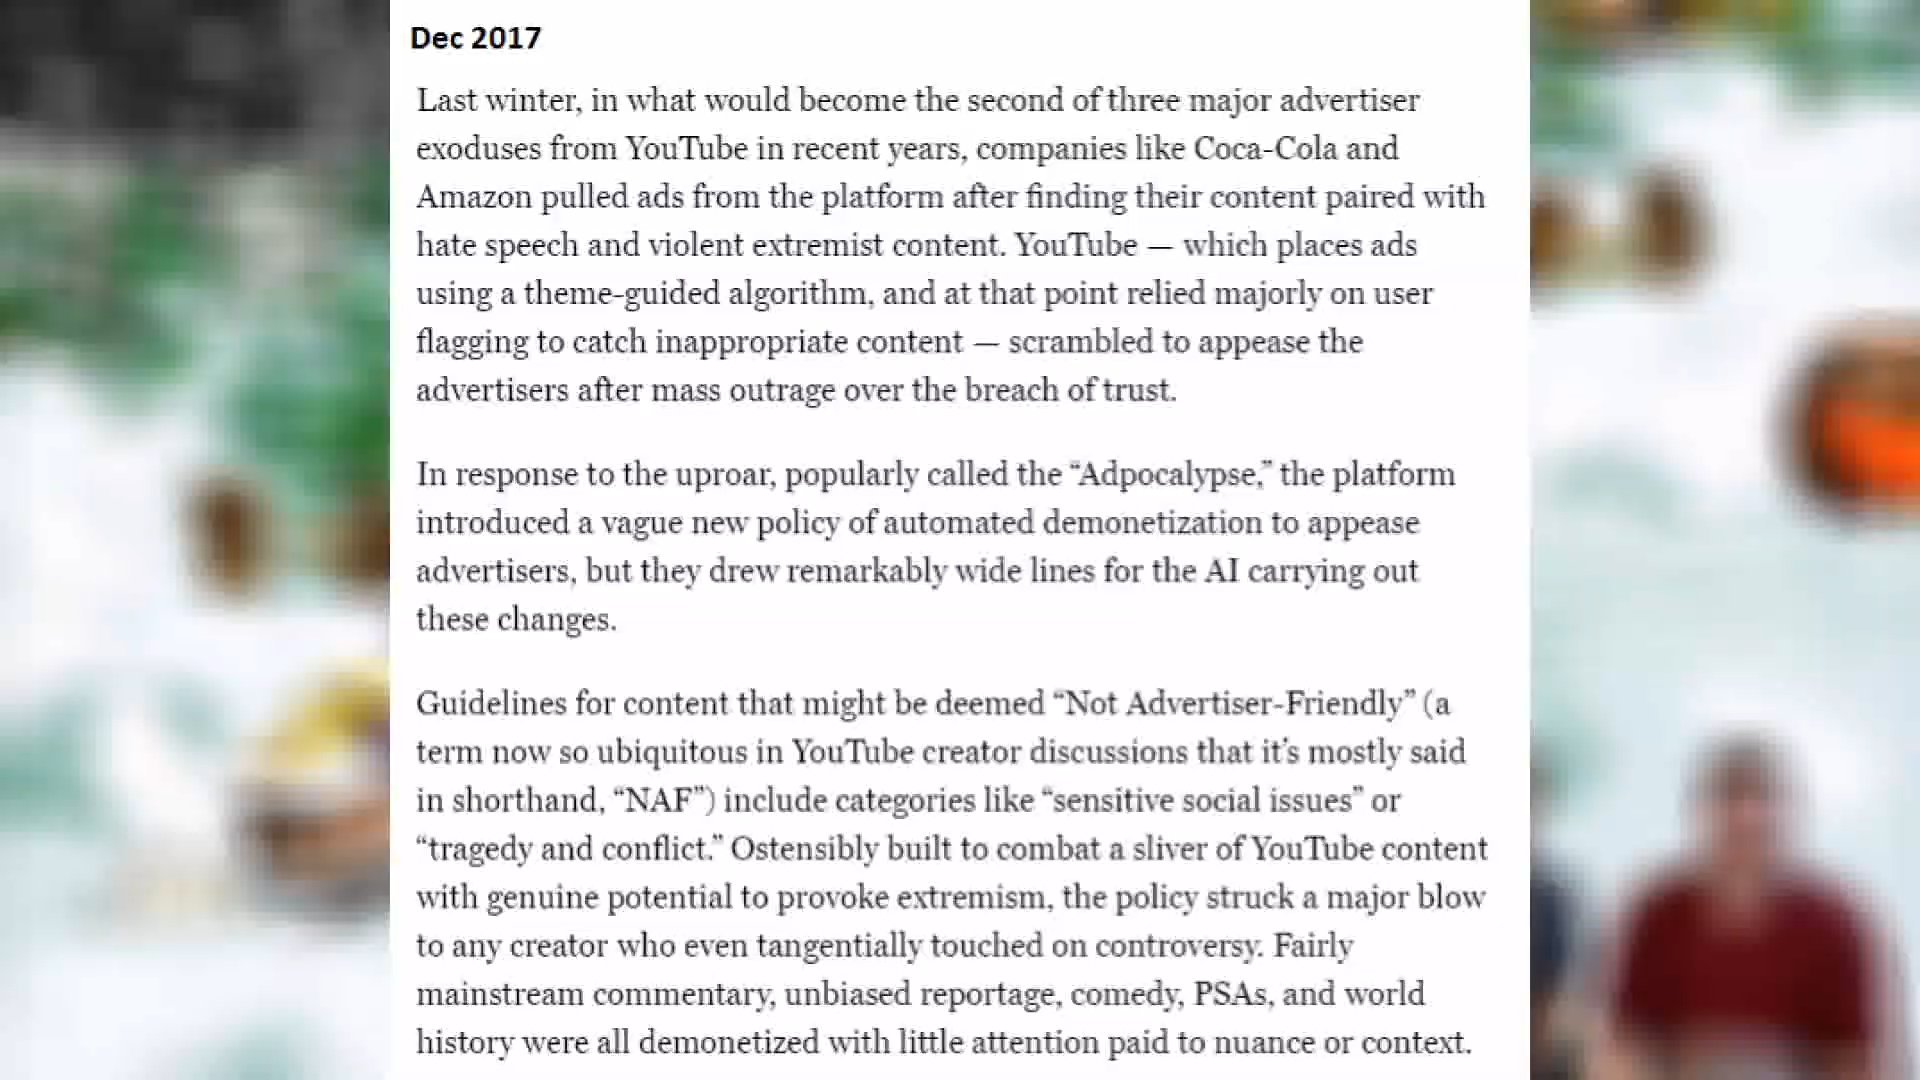 Dec 2017
Last winter, in what would become the second of three major advertiser
exoduses from YouTube in recent years, companies like Coca-Cola and
Amazon pulled ads from the platform after finding their content paired with
hate speech and violent extremist content. YouTube — which places ads
using a theme-guided algorithm, and at that point relied majorly on user
flagging to catch inappropriate content — scrambled to appease the
advertisers after mass outrage over the breach of trust.
In response to the uproar, popularly called the “Adpocalypse,” the platform
introduced a vague new policy of automated demonetization to appease
advertisers, but they drew remarkably wide lines for the AI carrying out
these changes.
Guidelines for content that might be deemed “Not Advertiser-Friendly” (a
term now so ubiquitous in YouTube creator discussions that it’s mostly said
in shorthand, “NAF”) include categories like “sensitive social issues” or
“tragedy and conflict.” Ostensibly built to combat a sliver of YouTube content
with genuine potential to provoke extremism, the policy struck a major blow
to any creator who even tangentially touched on controversy. Fairly
mainstream commentary, unbiased reportage, comedy, PSAs, and world
history were all demonetized with little attention paid to nuance or context.